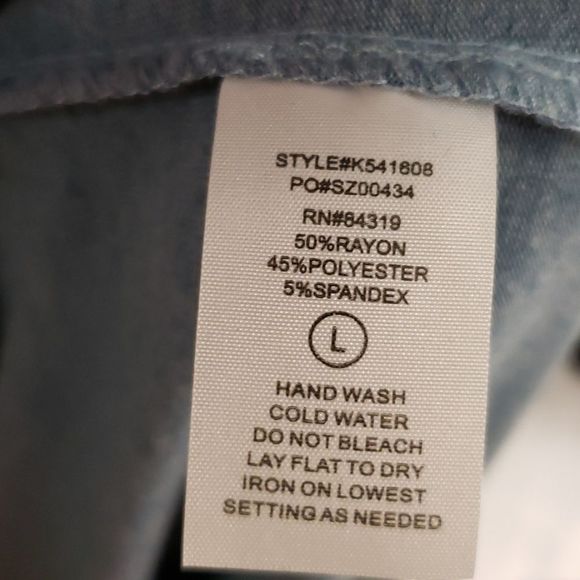 STYLE#K541608
PO#SZ00434
RN#84319
50%RAYON
45%POLYESTER
5%SPANDEX
L
HAND WASH
COLD WATER
DO NOT BLEACH
LAY FLAT TO DRY
IRON ON LOWEST
SETTING AS NEEDED